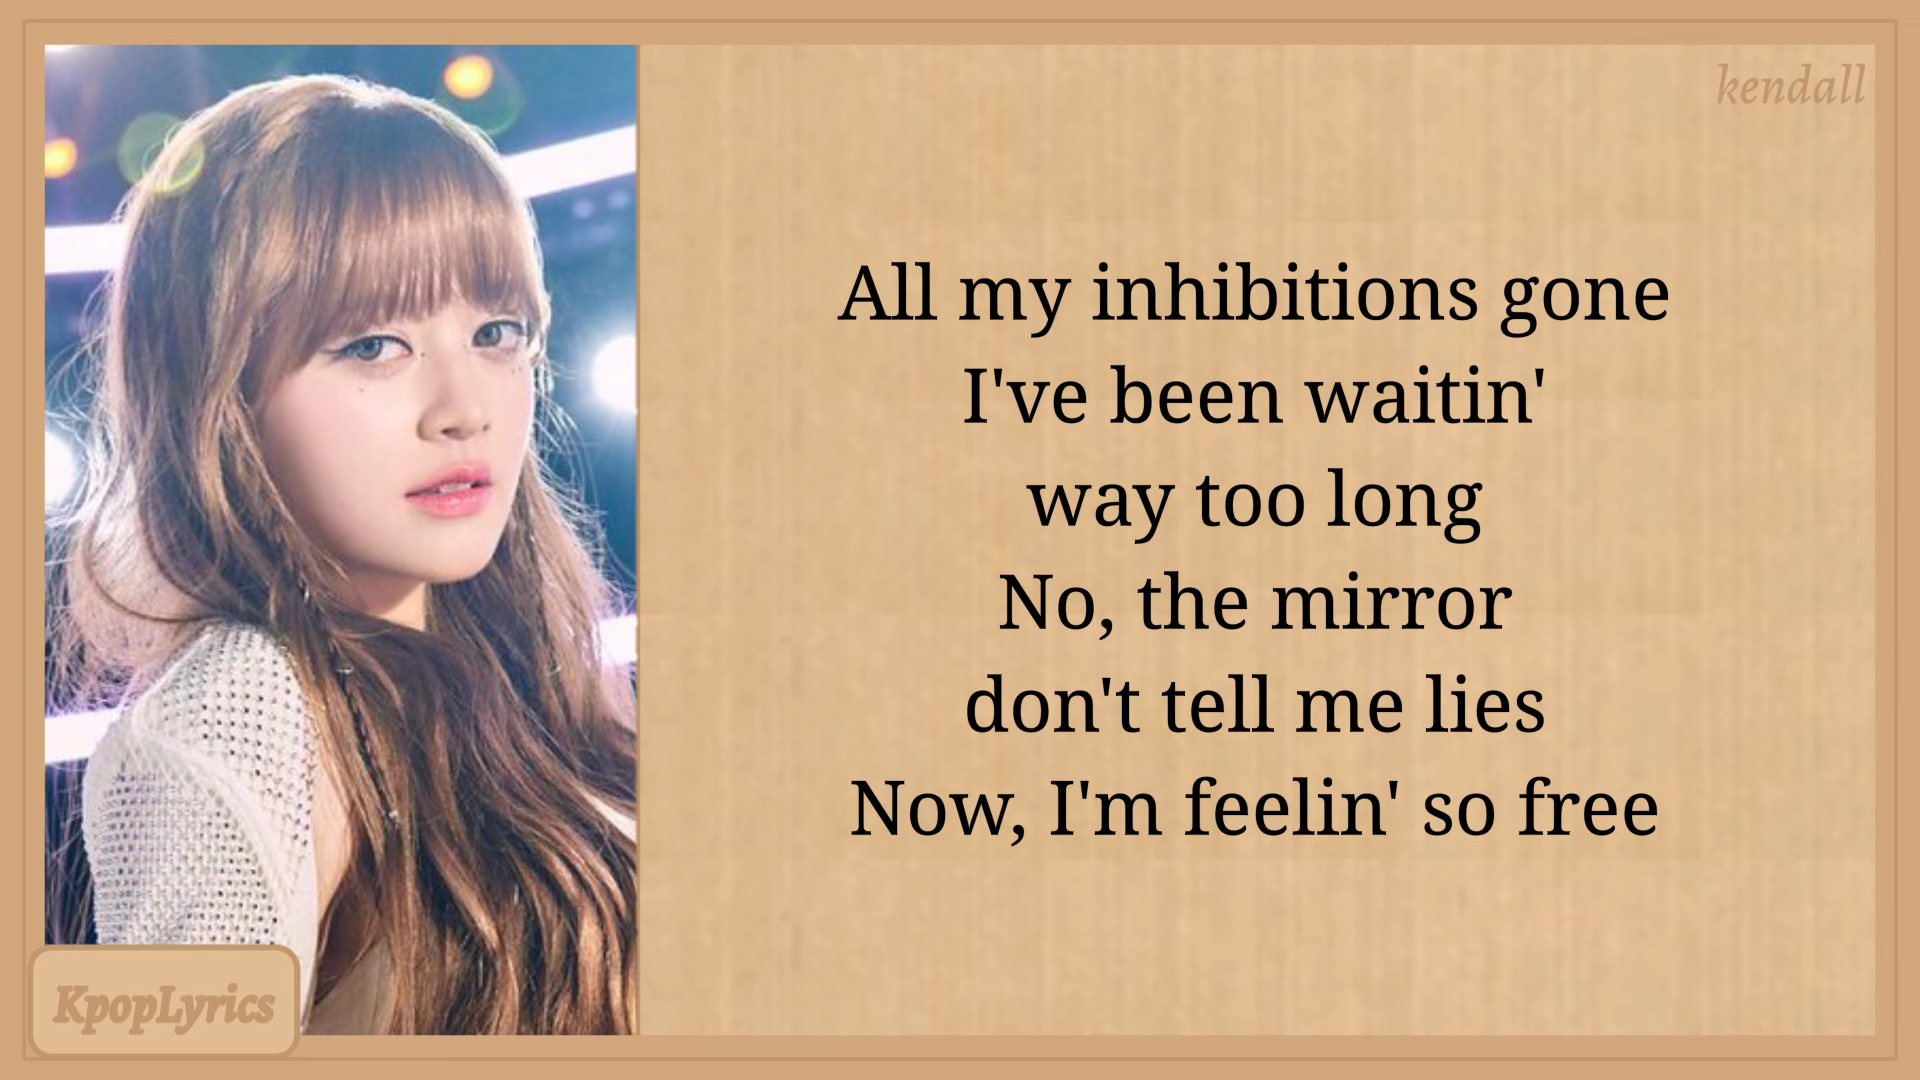 kendall
All my inhibitions gone
I've been waitin'
way too long
No, the mirror
don't tell me lies
Now, I'm feelin' so free
KpopLyrics